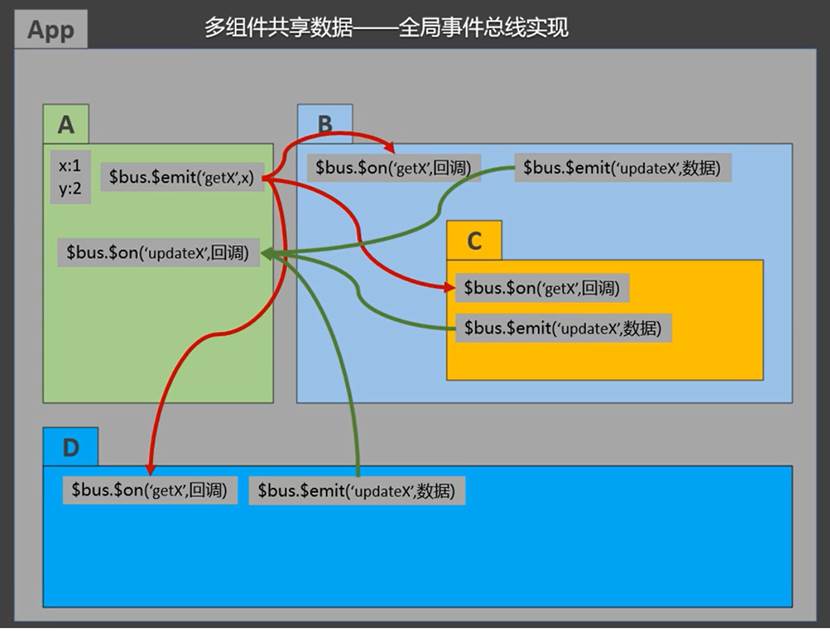 App
多组件共享数据——全局事件总线实现
A
B
x:1
y:2
$bus.$emit(‘getX’,x)
$bus.$on(‘getX’,回调)
$bus.$emit(‘updateX’,数据)
$bus.$on(‘updateX’,回调)
C
$bus.$on(‘getX’,回调)
$bus.$emit(‘updateX’,数据)
D
$bus.$on(‘getX’,回调)
$bus.$emit(‘updateX’,数据)